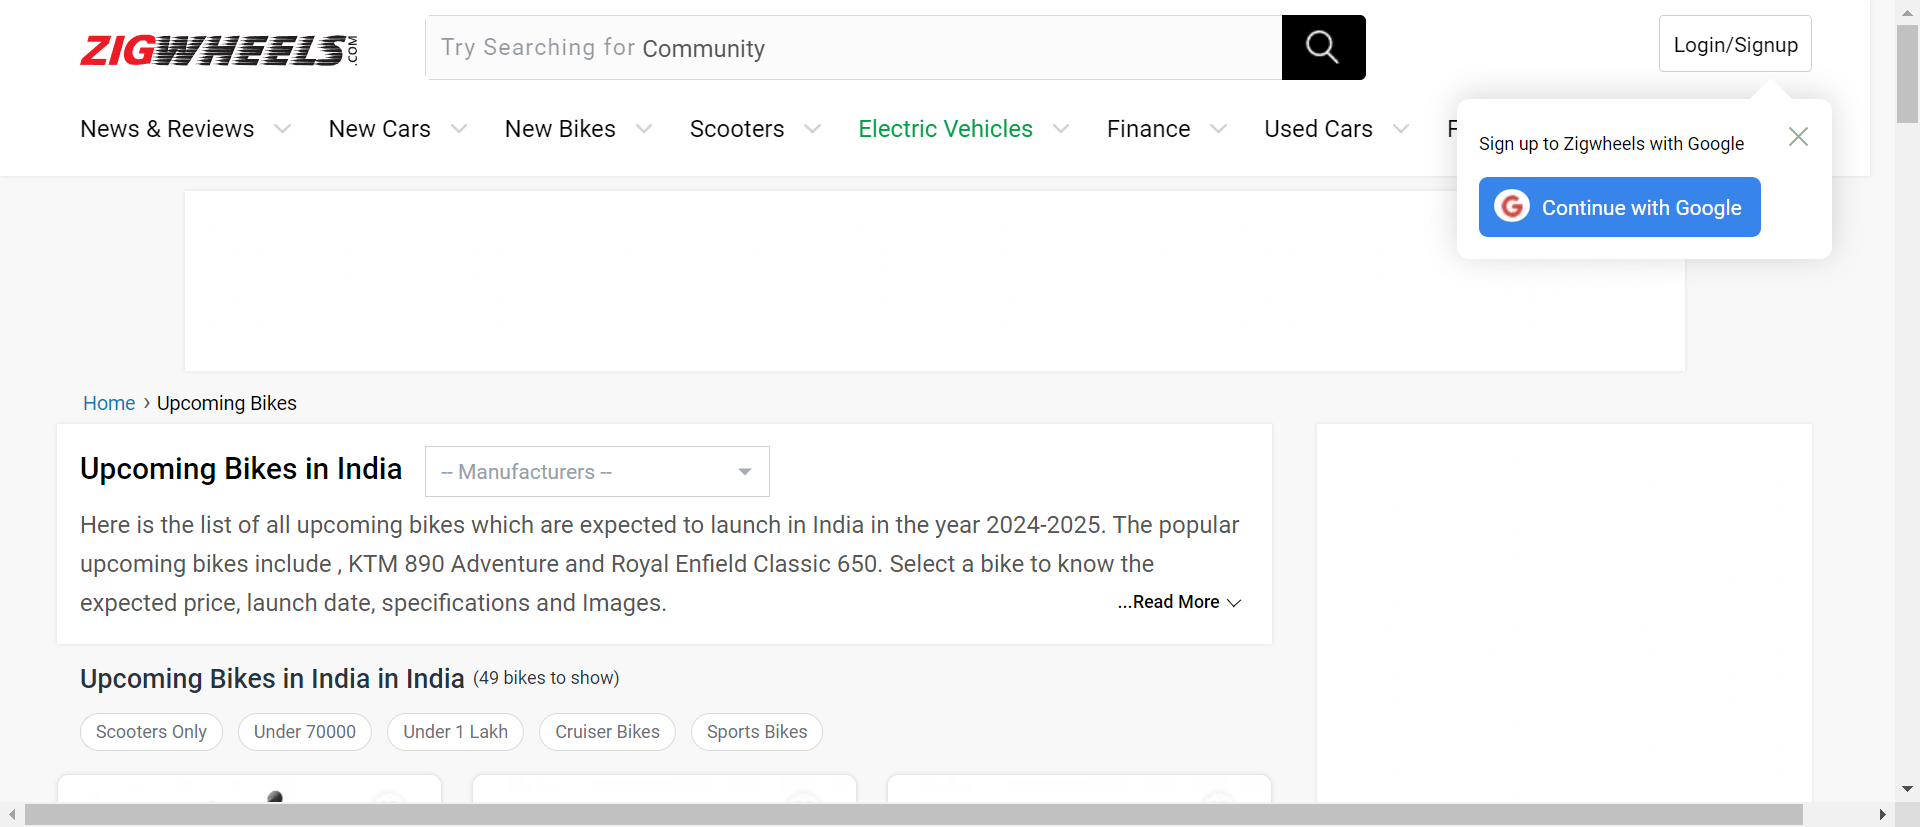 ZIGWHEELS.COM
Try Searching for Community
Login/Signup
News & Reviews New Cars New Bikes Scooters Electric Vehicles Finance Used Cars
Sign up to Zigwheels with Google
G Continue with Google
Home › Upcoming Bikes
Upcoming Bikes in India
-- Manufacturers --
Here is the list of all upcoming bikes which are expected to launch in India in the year 2024-2025. The popular
upcoming bikes include , KTM 890 Adventure and Royal Enfield Classic 650. Select a bike to know the
expected price, launch date, specifications and Images.
...Read More
Upcoming Bikes in India in India (49 bikes to show)
Scooters Only Under 70000 Under 1 Lakh Cruiser Bikes Sports Bikes